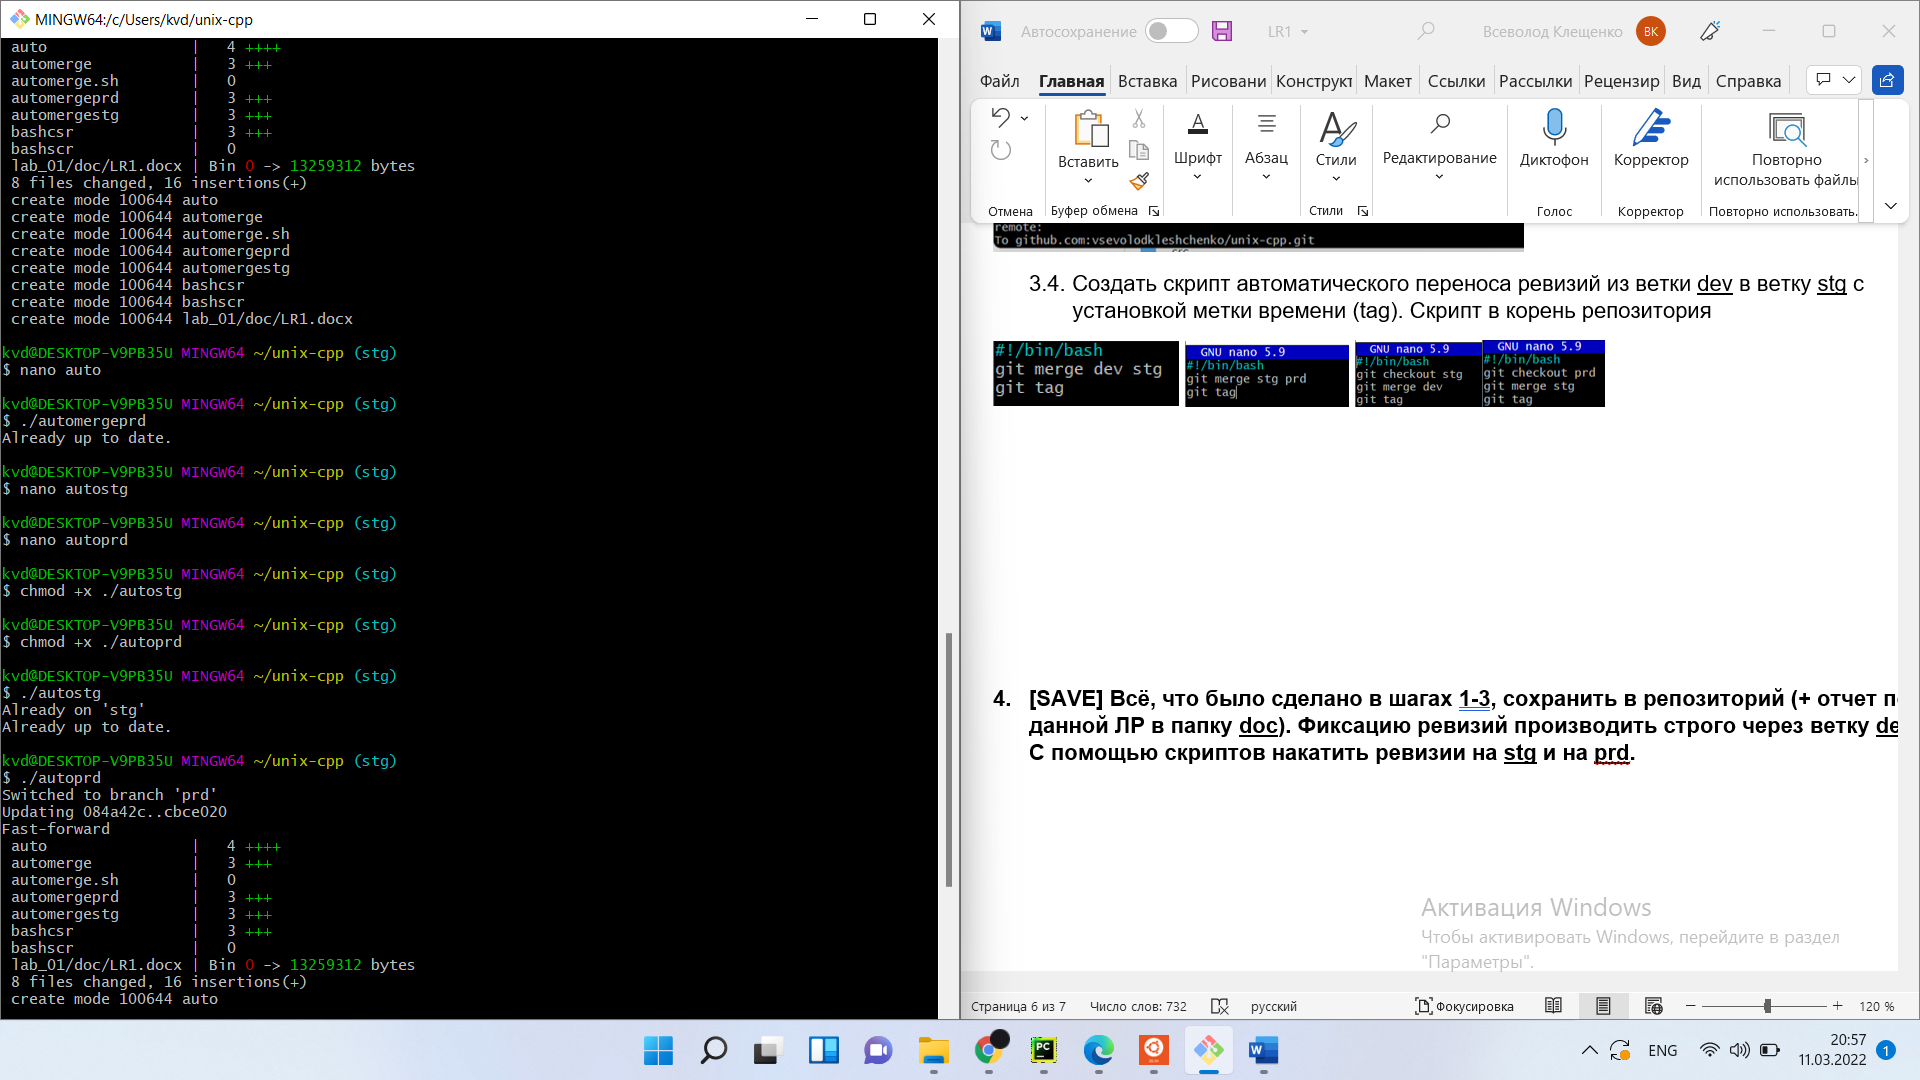 MINGW64:/c/Users/kvd/unix-cpp
auto | 4 ++++
automerge | 3 +++
automerge.sh | 0
automergeprd | 3 +++
automergestg | 3 +++
bashcsr | 3 +++
bashscr | 0
lab_01/doc/LR1.docx | Bin 0 -> 13259312 bytes
8 files changed, 16 insertions(+)
create mode 100644 auto
create mode 100644 automerge
create mode 100644 automerge.sh
create mode 100644 automergeprd
create mode 100644 automergestg
create mode 100644 bashcsr
create mode 100644 bashscr
create mode 100644 lab_01/doc/LR1.docx
kvd@DESKTOP-V9PB35U MINGW64 ~/unix-cpp (stg)
$ nano auto
kvd@DESKTOP-V9PB35U MINGW64 ~/unix-cpp (stg)
$ ./automergeprd
Already up to date.
kvd@DESKTOP-V9PB35U MINGW64 ~/unix-cpp (stg)
$ nano autostg
kvd@DESKTOP-V9PB35U MINGW64 ~/unix-cpp (stg)
$ nano autoprd
kvd@DESKTOP-V9PB35U MINGW64 ~/unix-cpp (stg)
$ chmod +x ./autostg
kvd@DESKTOP-V9PB35U MINGW64 ~/unix-cpp (stg)
$ chmod +x ./autoprd
kvd@DESKTOP-V9PB35U MINGW64 ~/unix-cpp (stg)
$ ./autostg
Already on 'stg'
Already up to date.
kvd@DESKTOP-V9PB35U MINGW64 ~/unix-cpp (stg)
$ ./autoprd
Switched to branch 'prd'
Updating 084a42c..cbce020
Fast-forward
auto | 4 ++++
automerge | 3 +++
automerge.sh | 0
automergeprd | 3 +++
automergestg | 3 +++
bashcsr | 3 +++
bashscr | 0
lab_01/doc/LR1.docx | Bin 0 -> 13259312 bytes
8 files changed, 16 insertions(+)
create mode 100644 auto
Автосохранение LR1 Всеволод Клещенко ВК
Файл Главная Вставка Рисовани Конструкт Макет Ссылки Рассылки Рецензир Вид Справка
Вставить Шрифт Абзац Стили Редактирование Диктофон Корректор Повторно использовать файлы
Отмена Буфер обмена Стили Голос Корректор Повторно использовать.
remote:
To github.com:vsevolodkleshchenko/unix-cpp.git
3.4. Создать скрипт автоматического переноса ревизий из ветки dev в ветку stg с
установкой метки времени (tag). Скрипт в корень репозитория
#!/bin/bash
git merge dev stg
git tag
GNU nano 5.9
#!/bin/bash
git merge stg prd
git tag
GNU nano 5.9
#!/bin/bash
git checkout stg
git merge dev
git tag
GNU nano 5.9
#!/bin/bash
git checkout prd
git merge stg
git tag
4. [SAVE] Всё, что было сделано в шагах 1-3, сохранить в репозиторий (+ отчет п
данной ЛР в папку doc). Фиксацию ревизий производить строго через ветку de
С помощью скриптов накатить ревизии на stg и на prd.
Активация Windows
Чтобы активировать Windows, перейдите в раздел
"Параметры".
Страница 6 из 7 Число слов: 732 русский Фокусировка 120 %
PC W ENG 20:57
11.03.2022 1